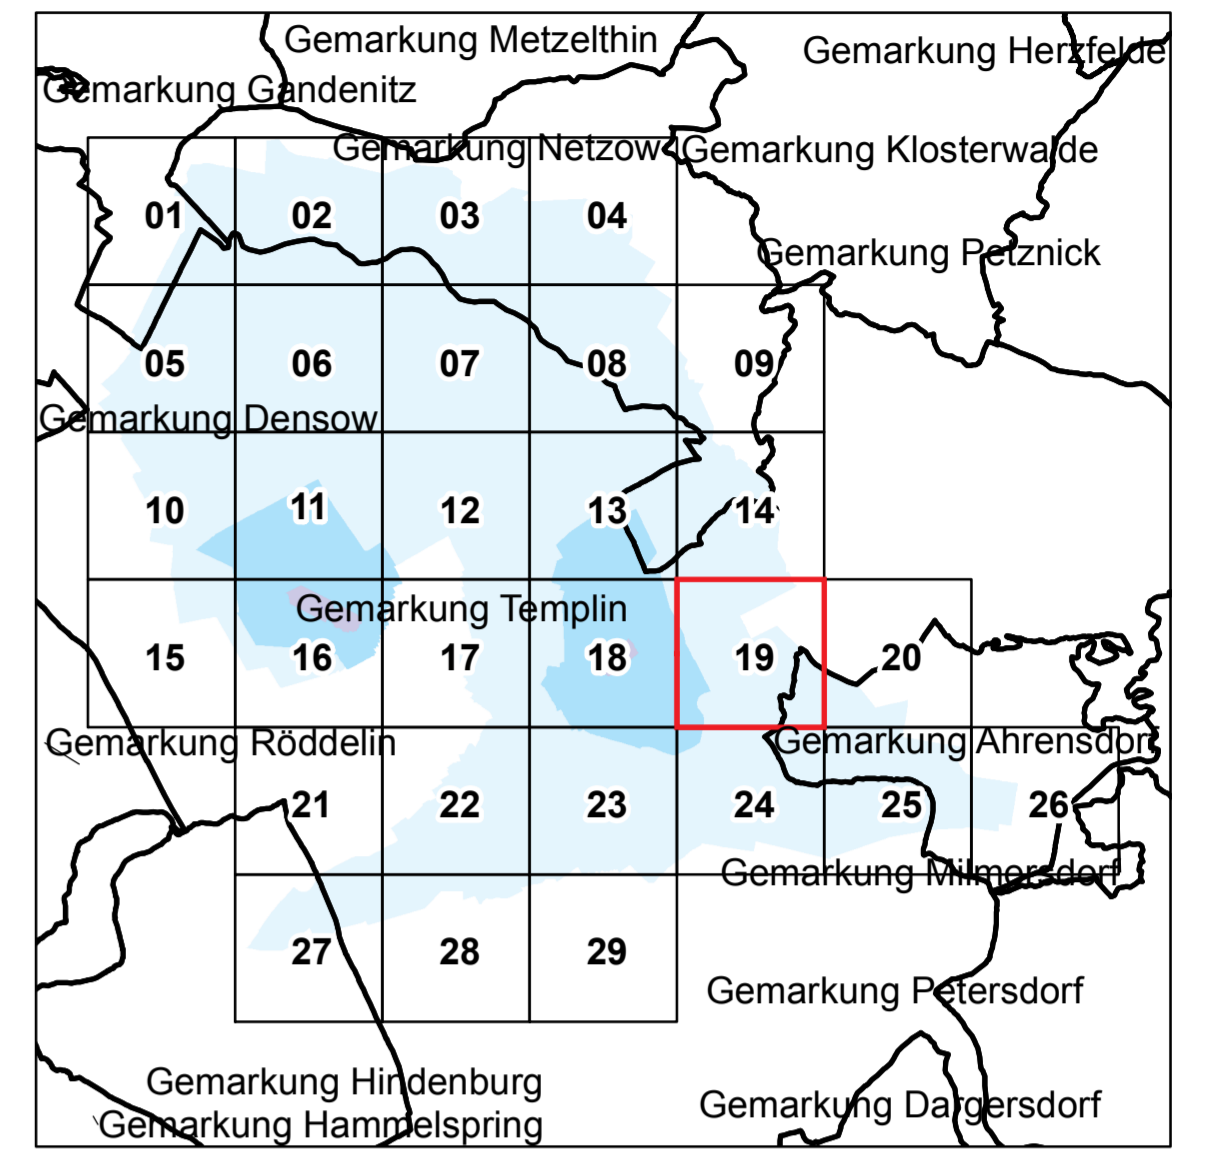 Gemarkung Metzelthin
Gemarkung Herzfelde
Gemarkung Gandenitz
Gemarkung Netzow
Gemarkung Klosterwalde
01 02 03 04
Gemarkung Petznick
05 06 07 08 09
Gemarkung Densow
10 11 12 13 14
Gemarkung Templin
15 16 17 18 19 20
Gemarkung Röddelin
Gemarkung Ahrensdorf
21 22 23 24 25 26
Gemarkung Milmersdorf
27 28 29
Gemarkung Petersdorf
Gemarkung Hindenburg
Gemarkung Dargersdorf
Gemarkung Hammelspring